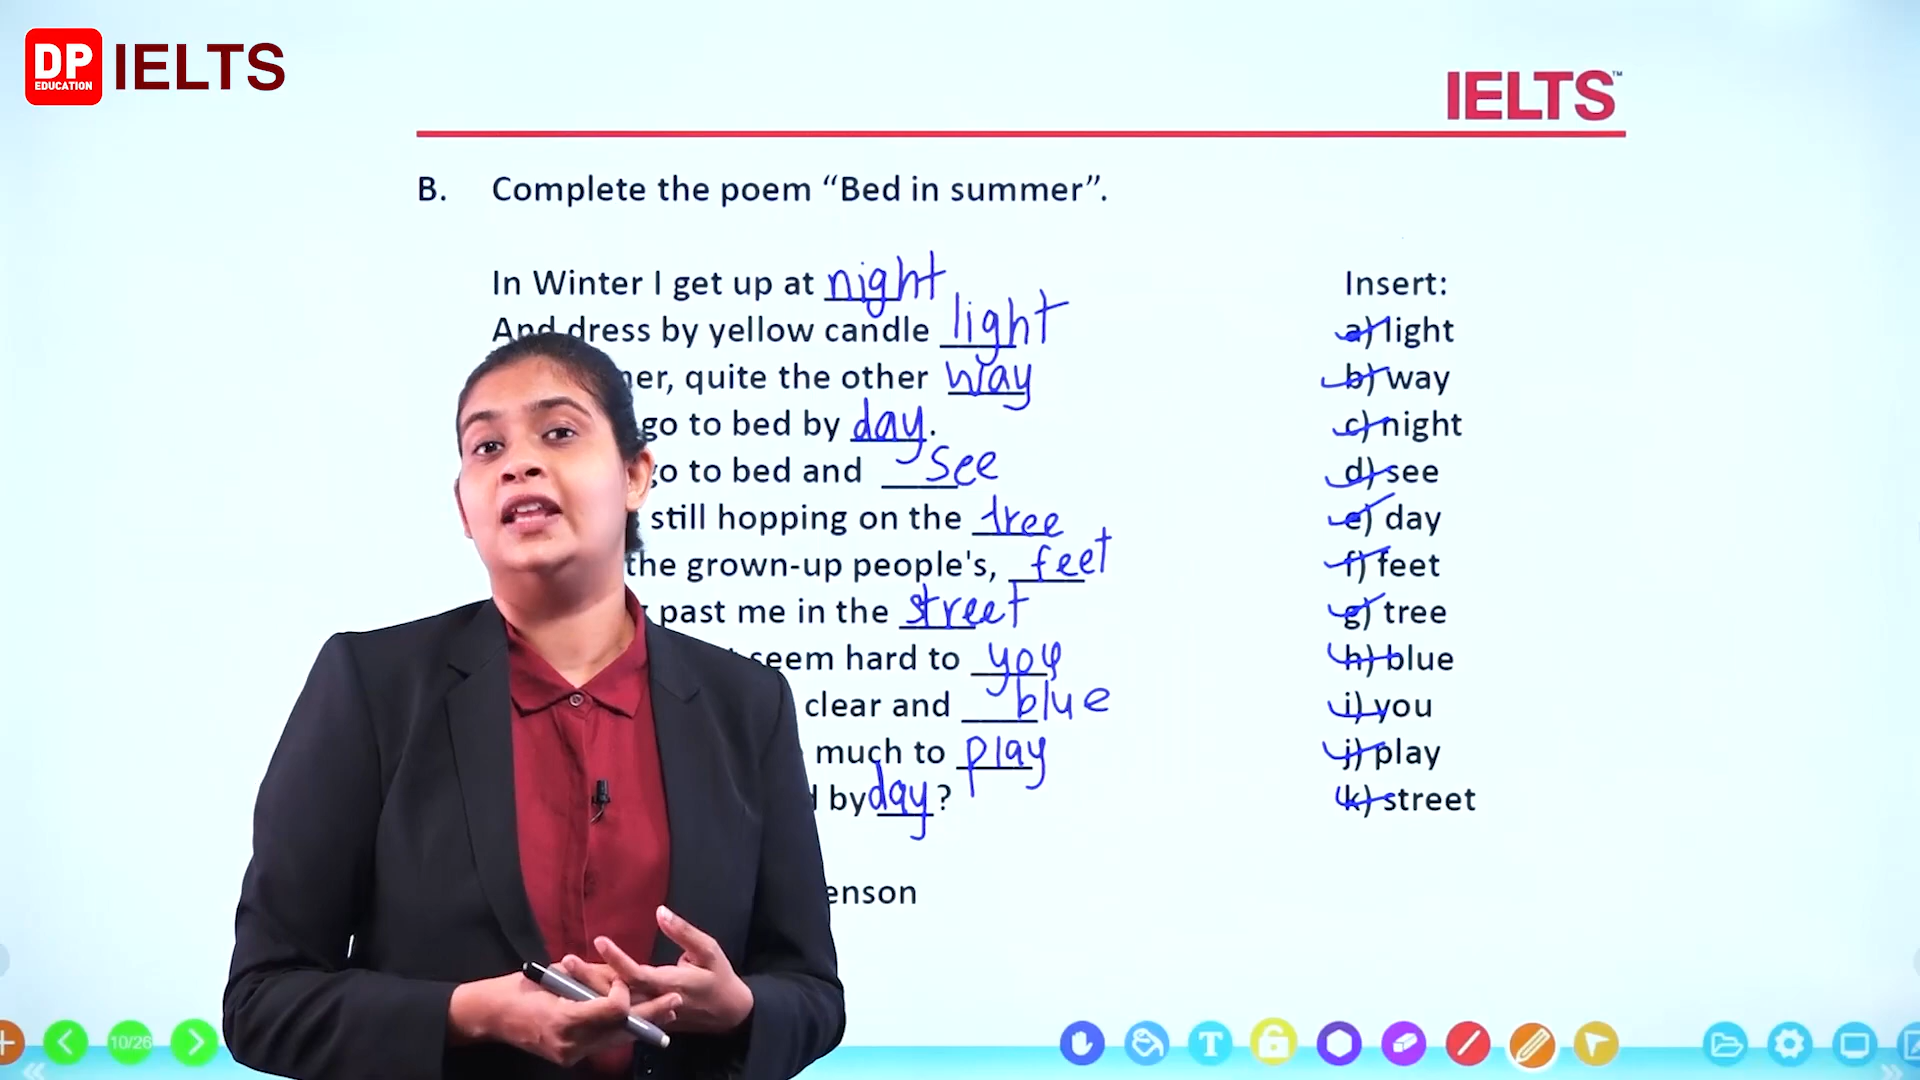 DP
EDUCATION
IELTS
IELTS™
B. Complete the poem “Bed in summer”.
In Winter I get up at night
And dress by yellow candle light
quite the other way
go to bed by day.
to bed and see
still hopping on the tree
the grown-up people's, feet
past me in the street
seem hard to you
clear and blue
much to play
by day?
Insert:
a) light
b) way
c) night
d) see
e) day
f) feet
g) tree
h) blue
i) you
j) play
k) street
10/26
T